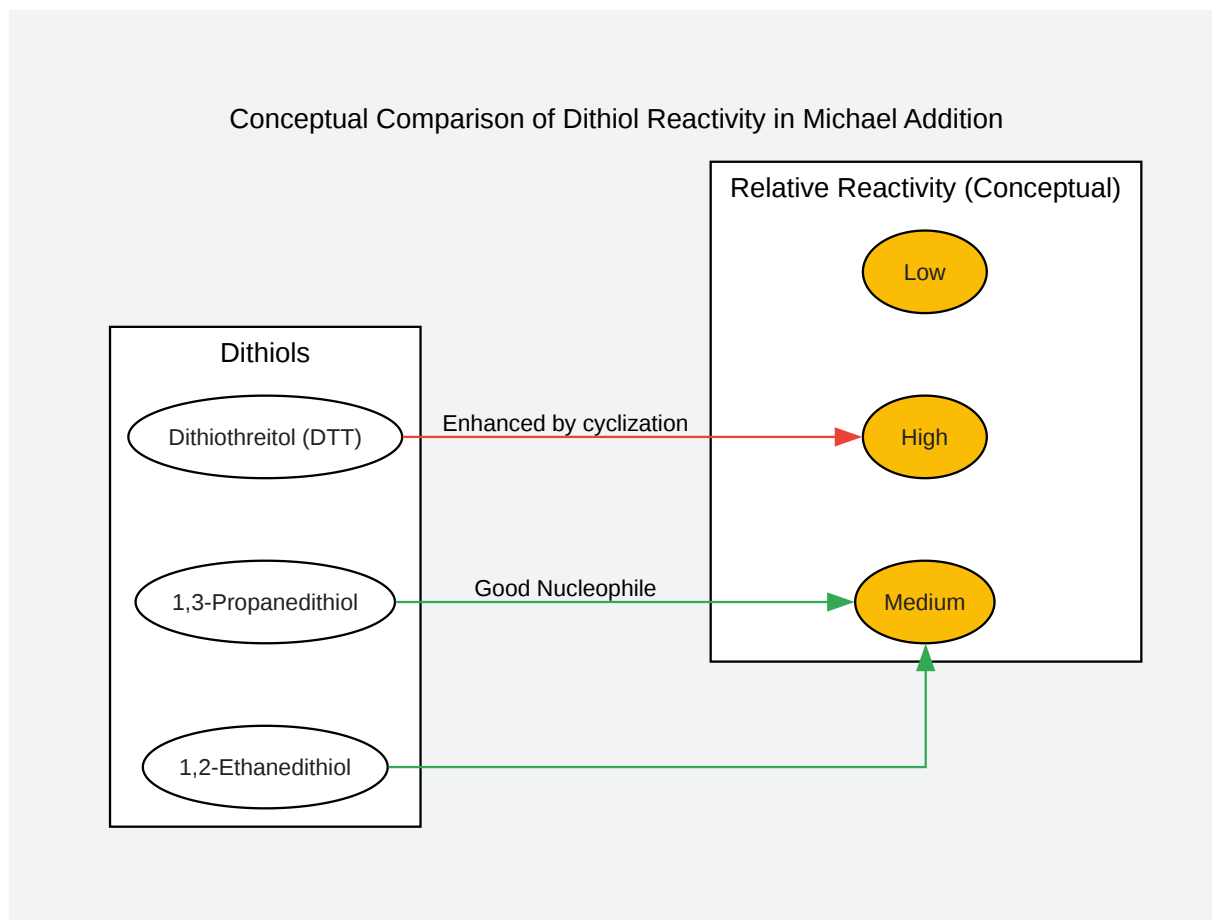 Conceptual Comparison of Dithiol Reactivity in Michael Addition
Relative Reactivity (Conceptual)
Low
Dithiols
Dithiothreitol (DTT)
Enhanced by cyclization
High
1,3-Propanedithiol
Good Nucleophile
Medium
1,2-Ethanedithiol